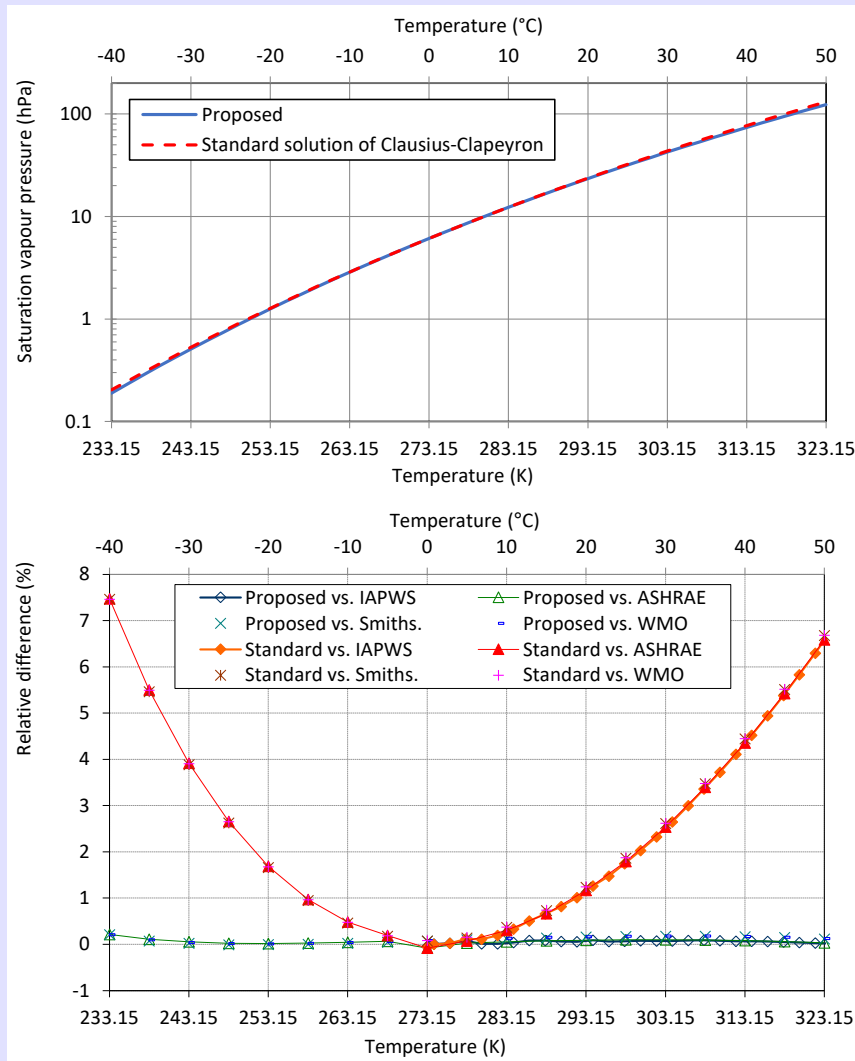 Temperature (°C)
-40 -30 -20 -10 0 10 20 30 40 50
Saturation vapour pressure (hPa)
100
10
1
0.1
Proposed
Standard solution of Clausius-Clapeyron
233.15 243.15 253.15 263.15 273.15 283.15 293.15 303.15 313.15 323.15
Temperature (K)
Temperature (°C)
-40 -30 -20 -10 0 10 20 30 40 50
Relative difference (%)
8
7
6
5
4
3
2
1
0
-1
Proposed vs. IAPWS Proposed vs. ASHRAE
Proposed vs. Smiths. Proposed vs. WMO
Standard vs. IAPWS Standard vs. ASHRAE
Standard vs. Smiths. Standard vs. WMO
233.15 243.15 253.15 263.15 273.15 283.15 293.15 303.15 313.15 323.15
Temperature (K)